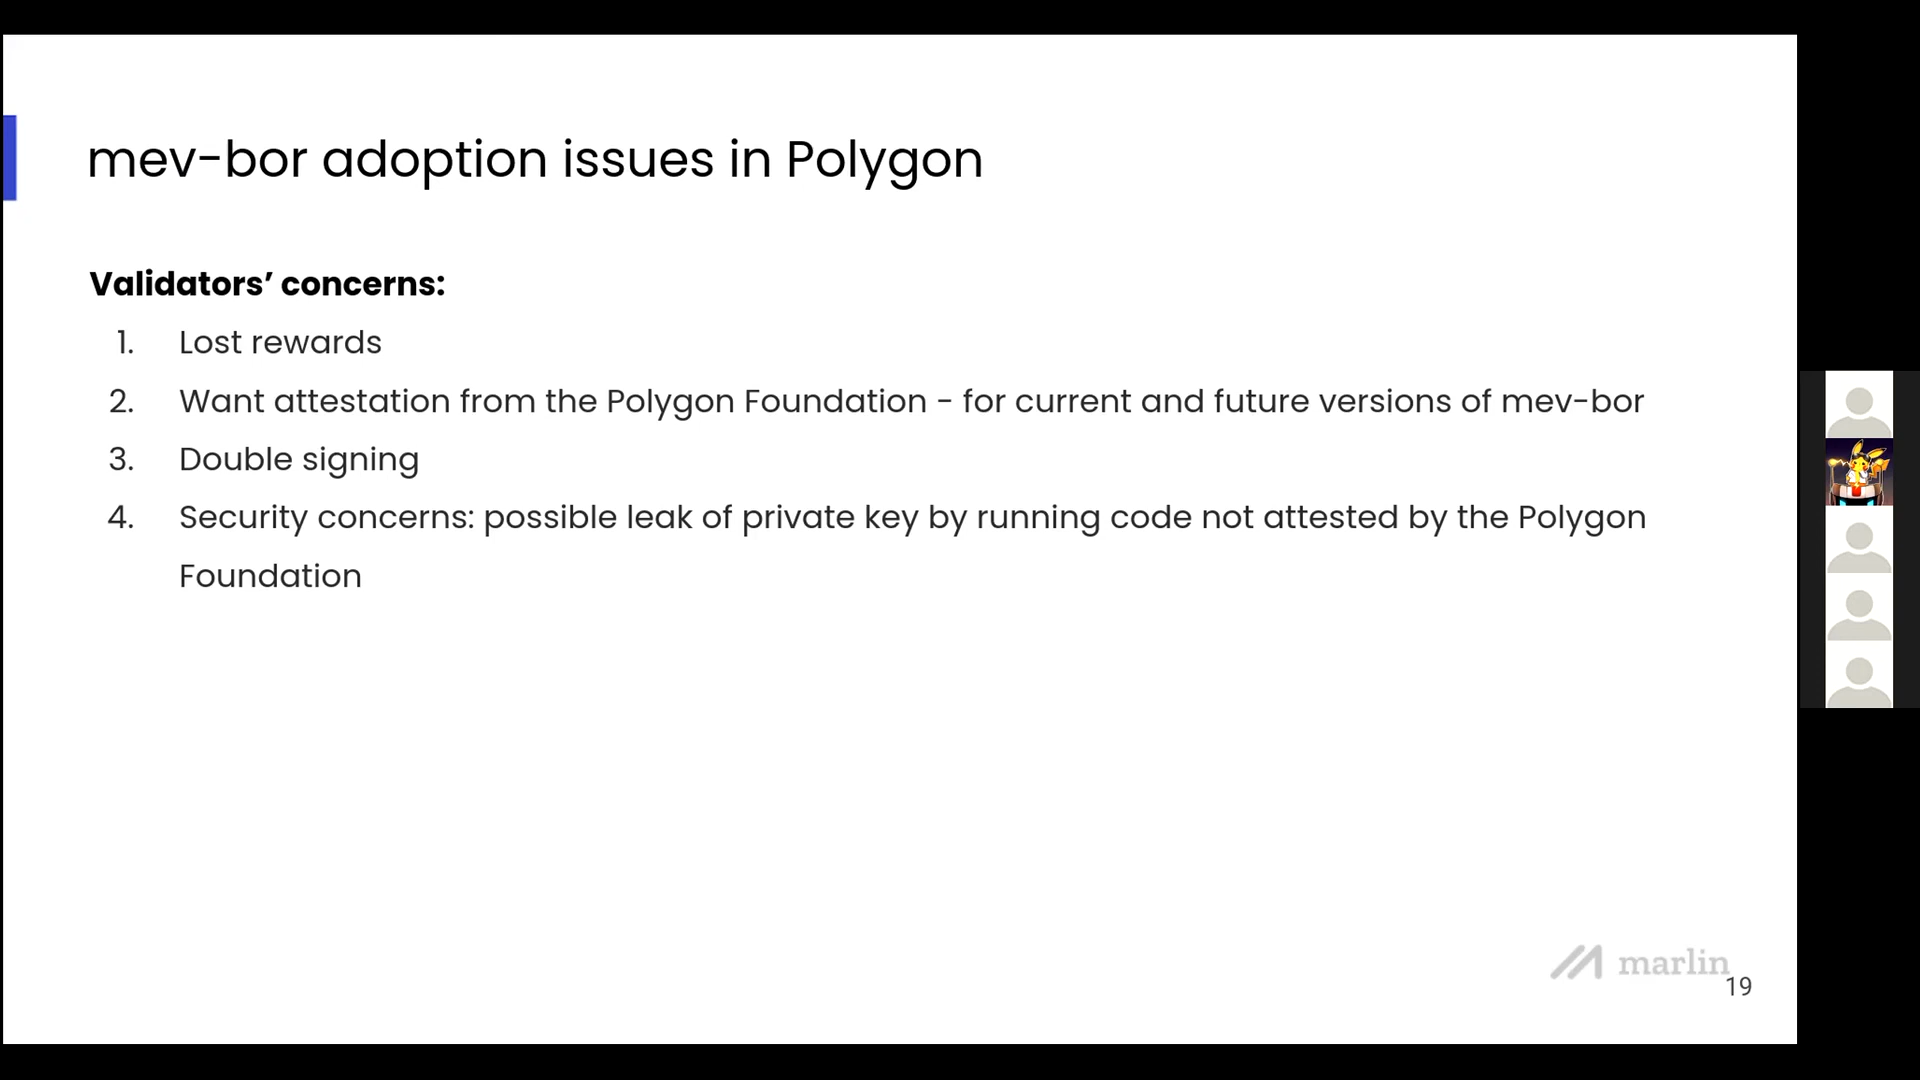 mev-bor adoption issues in Polygon
Validators’ concerns:
1. Lost rewards
2. Want attestation from the Polygon Foundation - for current and future versions of mev-bor
3. Double signing
4. Security concerns: possible leak of private key by running code not attested by the Polygon
Foundation
marlin
19